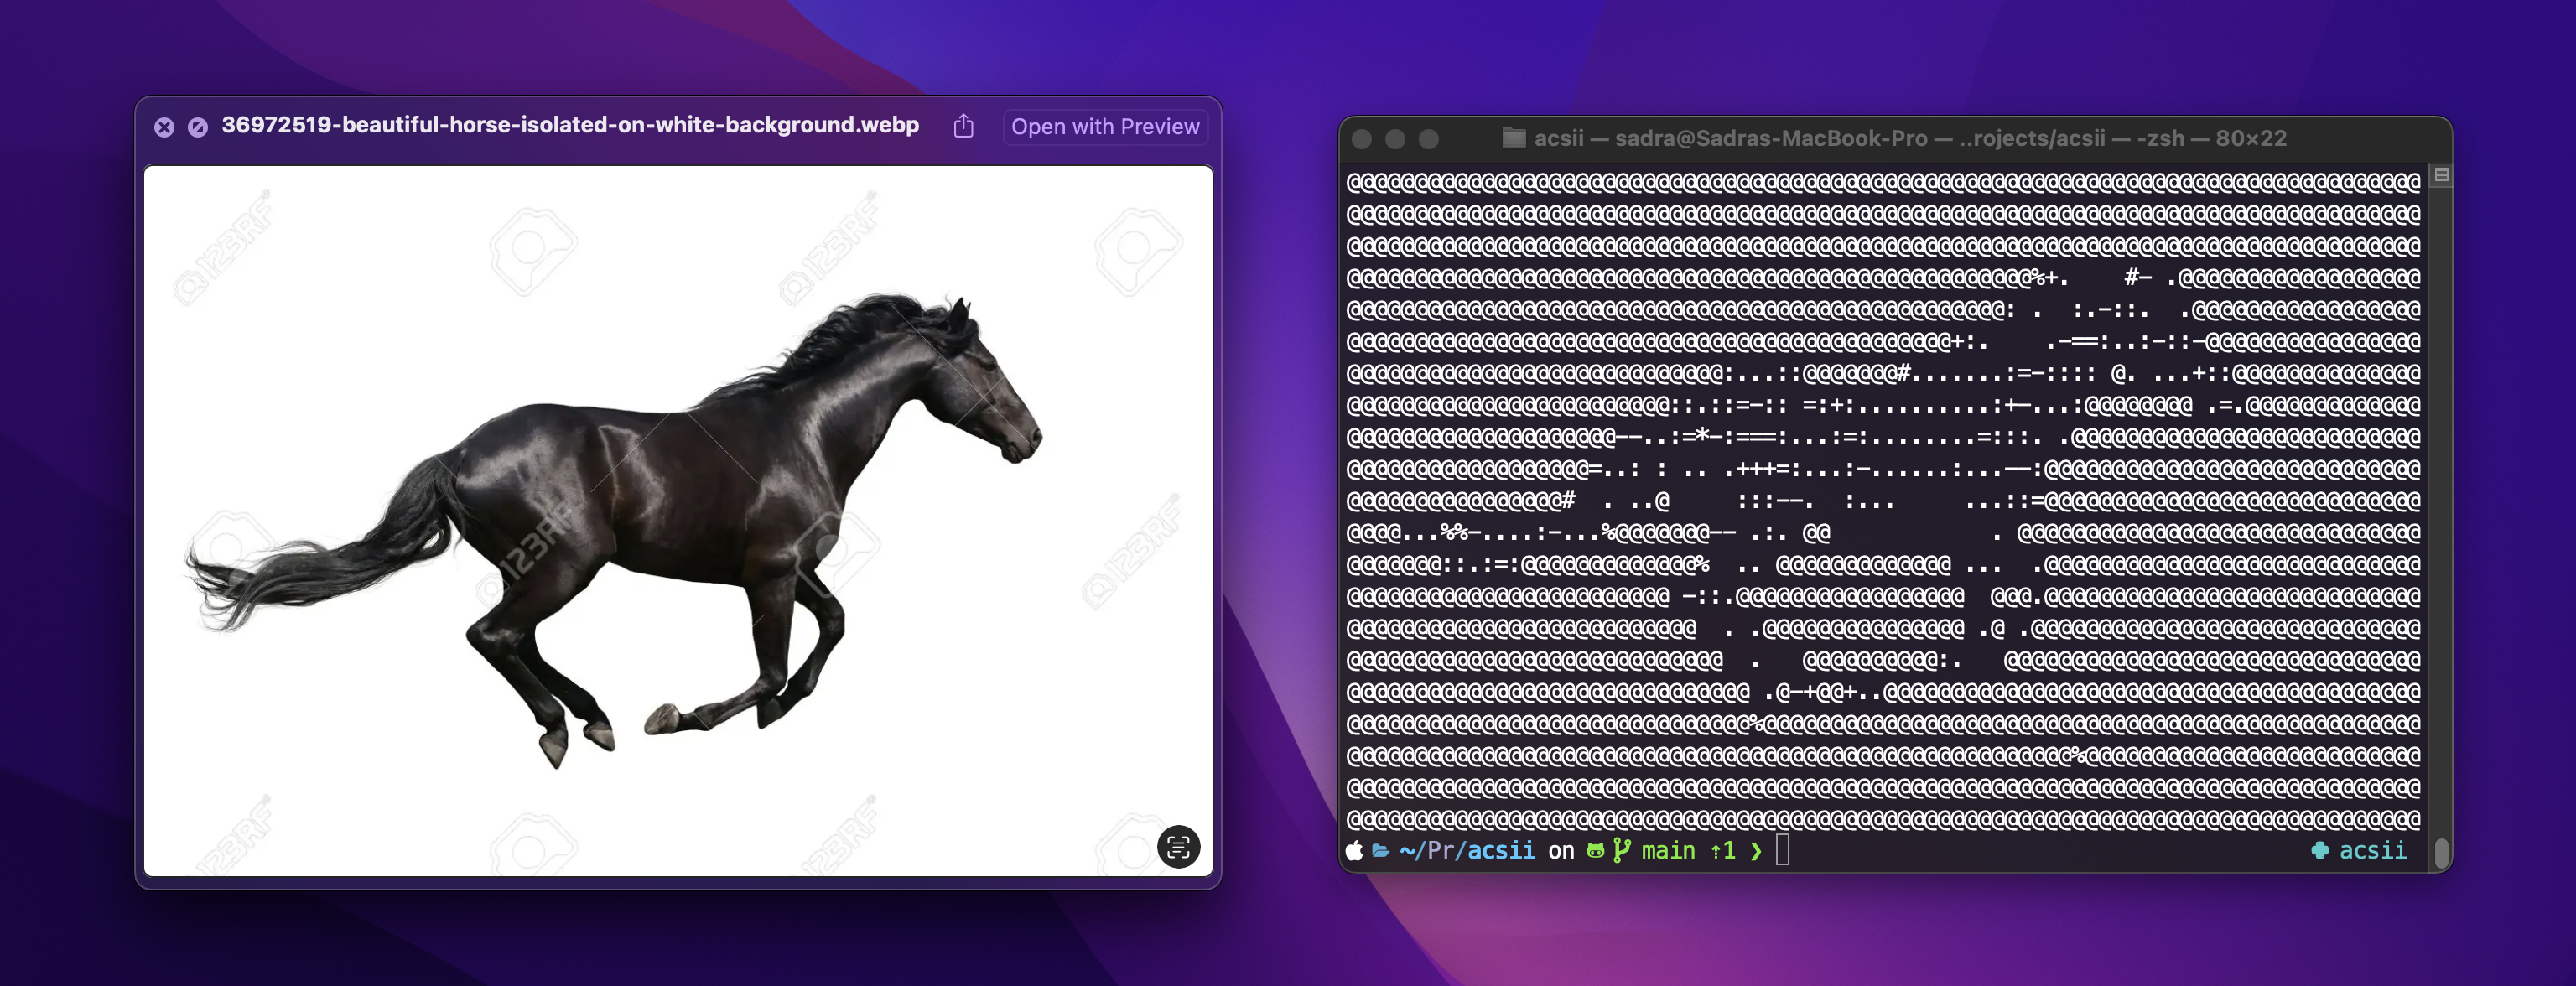 36972519-beautiful-horse-isolated-on-white-background.webp
Open with Preview
123RF®
123RF®
123RF®
123RF®
123RF®
123RF®
acsii — sadra@Sadras-MacBook-Pro — ..rojects/acsii — -zsh — 80×22
~/Pr/acsii on main ⇡1 ❯
acsii